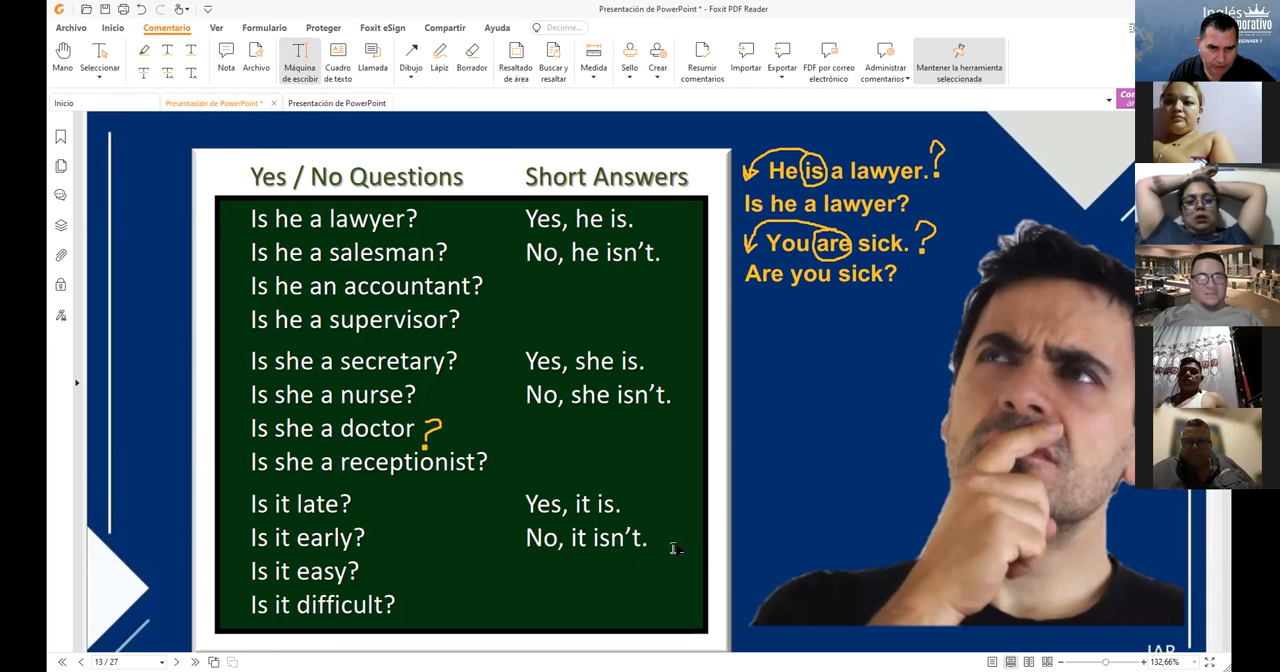 Presentación de PowerPoint * - Foxit PDF Reader
Archivo Inicio Comentario Ver Formulario Proteger Foxit eSign Compartir Ayuda Decirme...
Mano Seleccionar Nota Archivo Máquina de escribir Cuadro de texto Llamada Dibujo Lápiz Borrador Resaltado de área Buscar y resaltar Medida Sello Crear Resumir comentarios Importar Exportar FDF por correo electrónico Administrar comentarios Mantener la herramienta seleccionada
Inicio Presentación de PowerPoint * Presentación de PowerPoint
Inglés
Yes / No Questions Short Answers
Is he a lawyer? Yes, he is.
Is he a salesman? No, he isn't.
Is he an accountant?
Is he a supervisor?
Is she a secretary? Yes, she is.
Is she a nurse? No, she isn't.
Is she a doctor ?
Is she a receptionist?
Is it late? Yes, it is.
Is it early? No, it isn't.
Is it easy?
Is it difficult?
He is a lawyer. ?
Is he a lawyer?
You are sick. ?
Are you sick?
13 / 27
132,66%